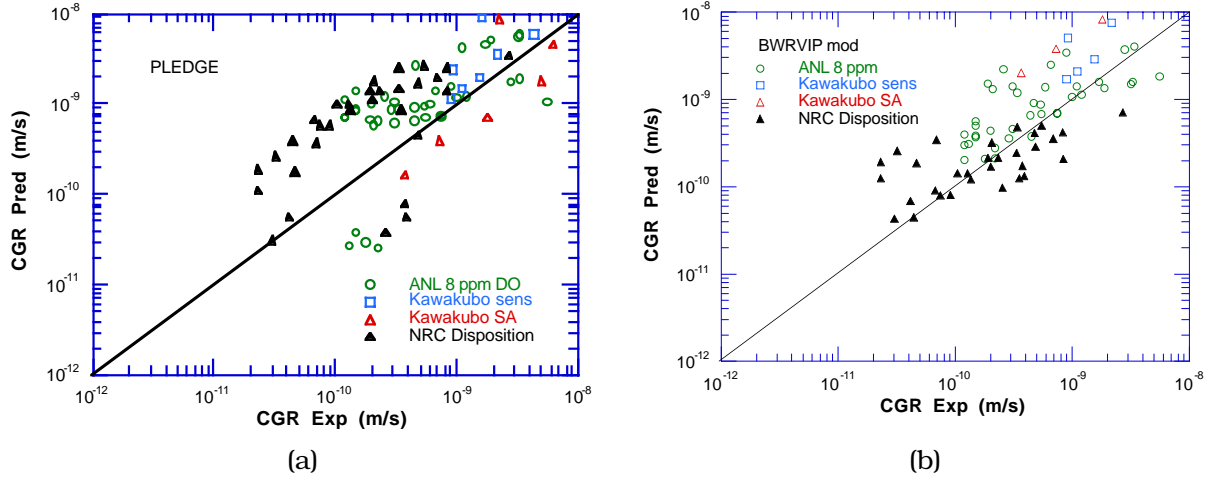 10-8
PLEDGE
10-9
10-10
10-11
10-12
CGR Pred (m/s)
ANL 8 ppm DO
Kawakubo sens
Kawakubo SA
NRC Disposition
10-12 10-11 10-10 10-9 10-8
CGR Exp (m/s)
(a)
10-8
BWRVIP mod
ANL 8 ppm
Kawakubo sens
Kawakubo SA
NRC Disposition
10-9
10-10
10-11
10-12
CGR Pred (m/s)
10-12 10-11 10-10 10-9 10-8
CGR Exp (m/s)
(b)